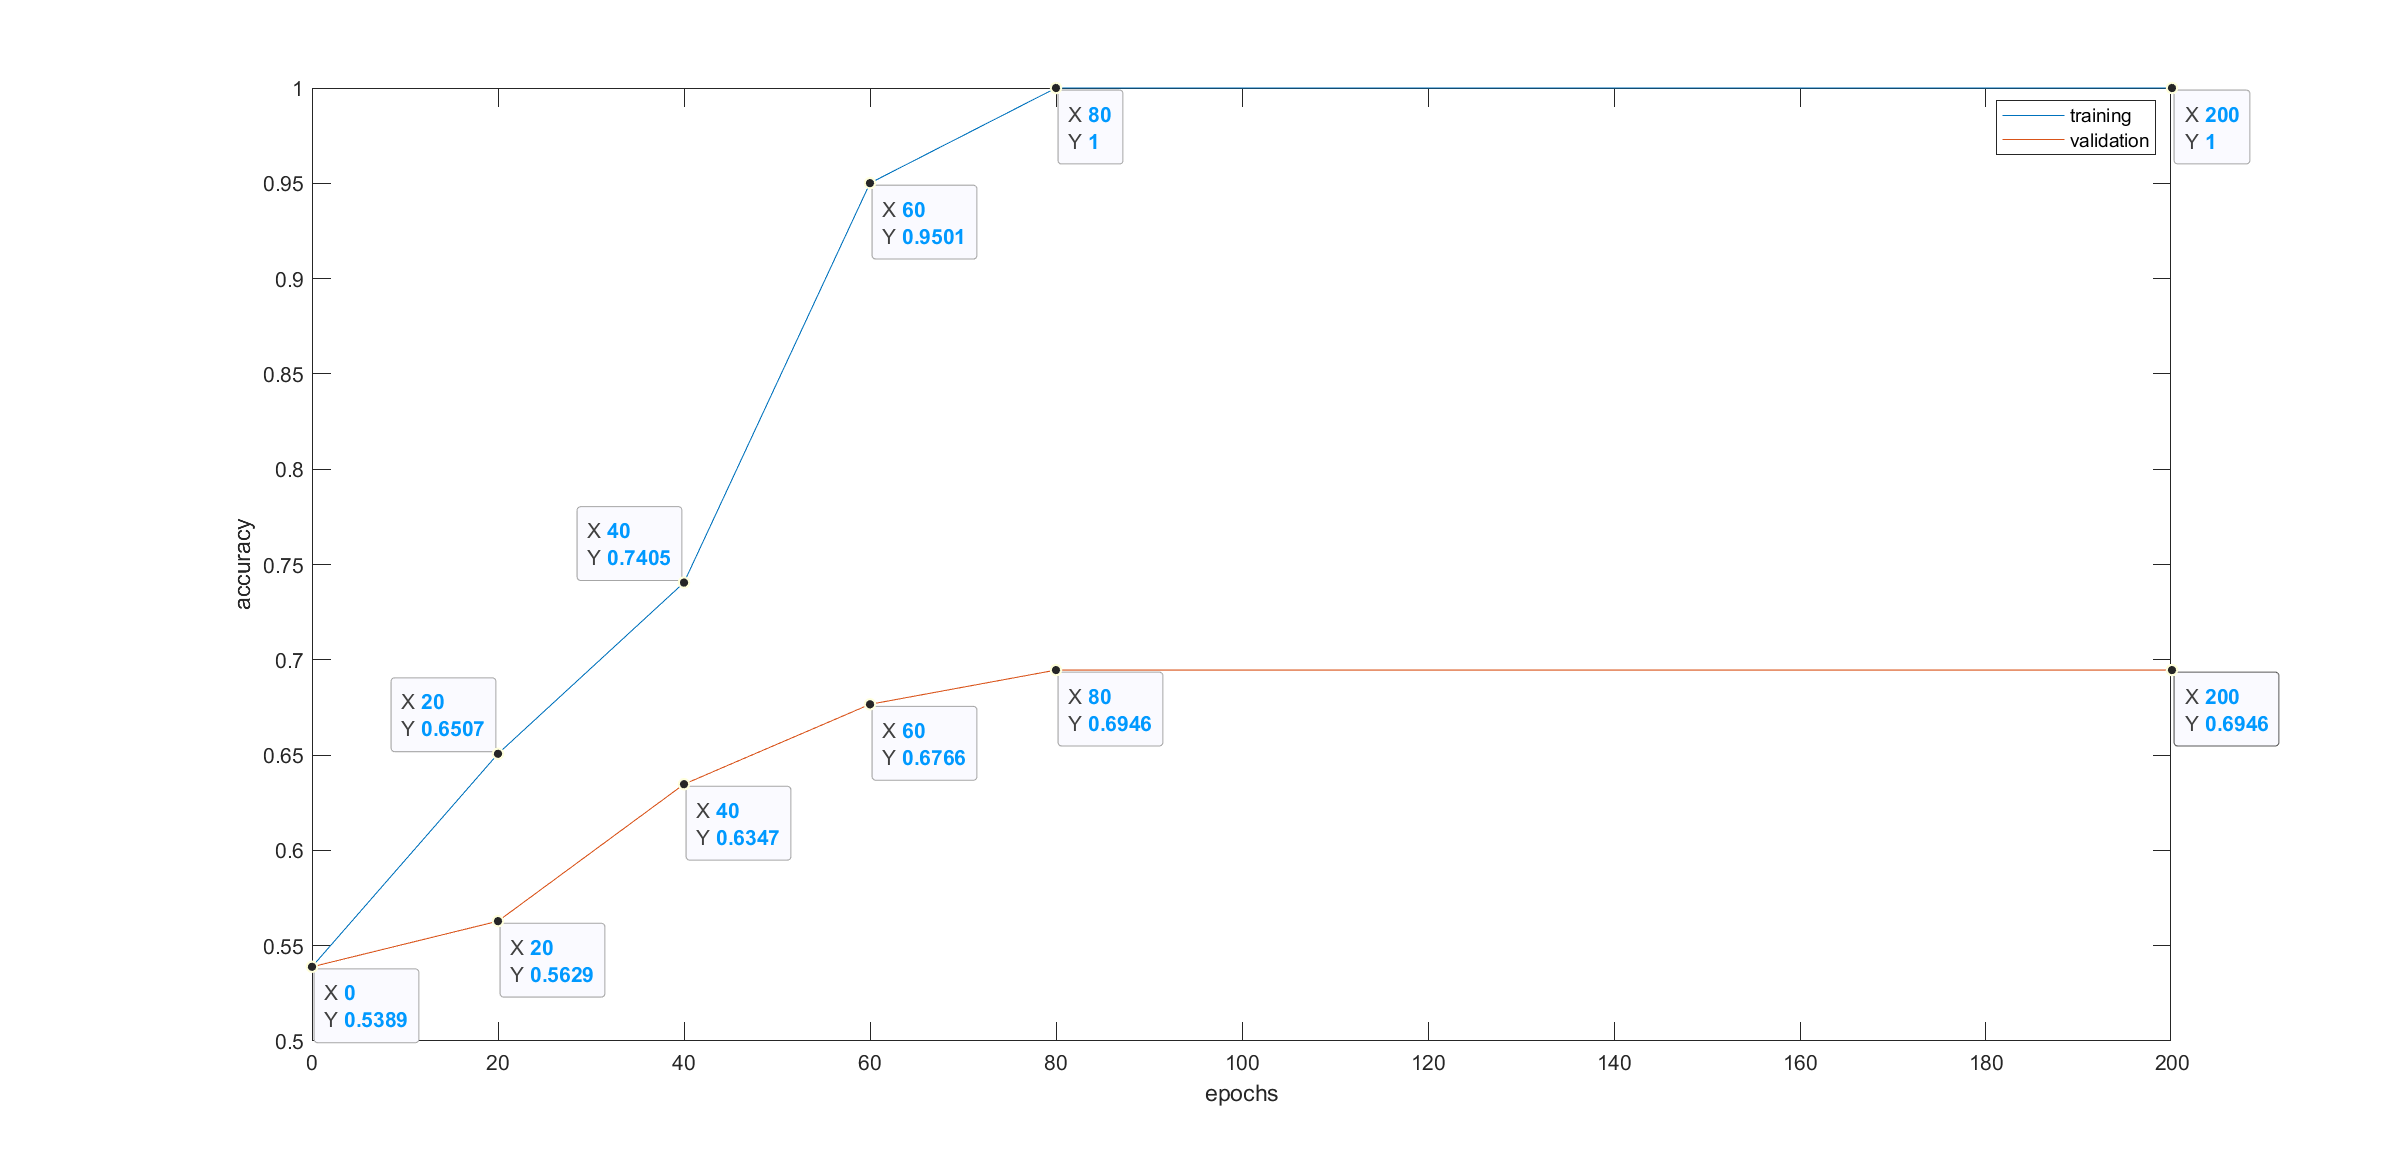 1
0.95
0.9
0.85
0.8
0.75
0.7
0.65
0.6
0.55
0.5
accuracy
0
20
40
60
80
100
120
140
160
180
200
epochs
training
validation
X 80
Y 1
X 200
Y 1
X 60
Y 0.9501
X 40
Y 0.7405
X 20
Y 0.6507
X 0
Y 0.5389
X 20
Y 0.5629
X 40
Y 0.6347
X 60
Y 0.6766
X 80
Y 0.6946
X 200
Y 0.6946